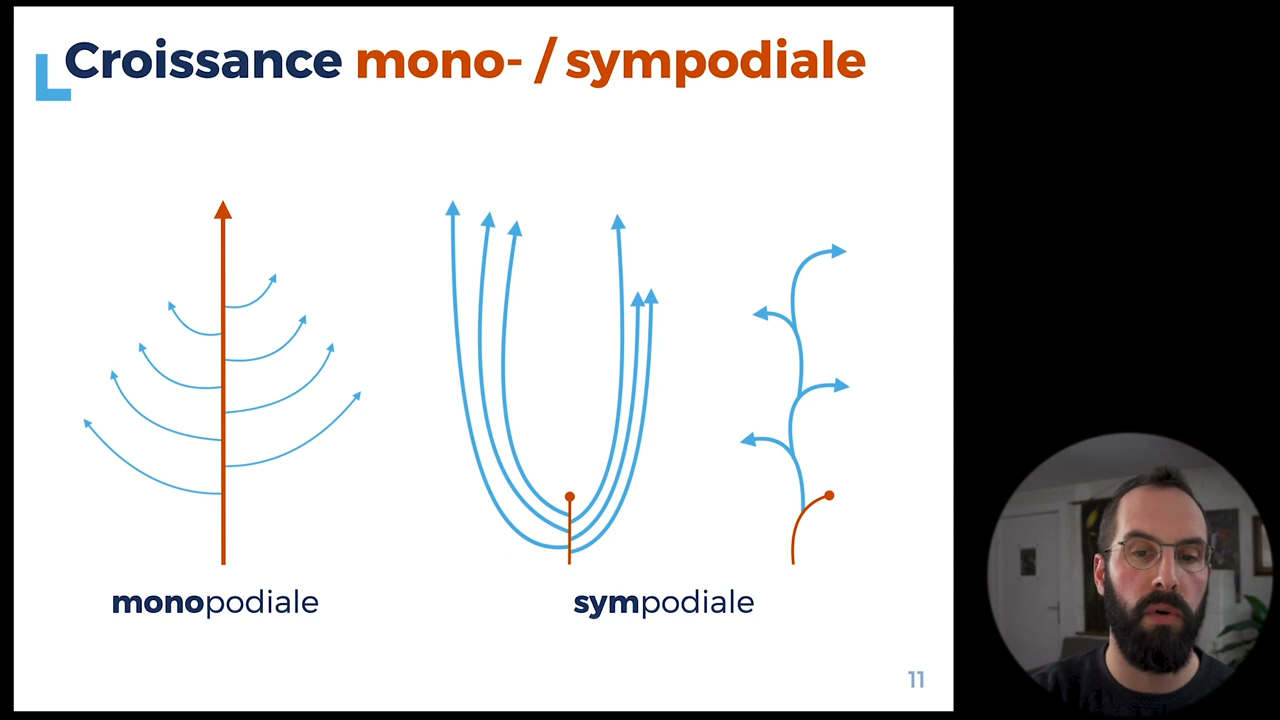 Croissance mono- / sympodiale
monopodiale
sympodiale
11